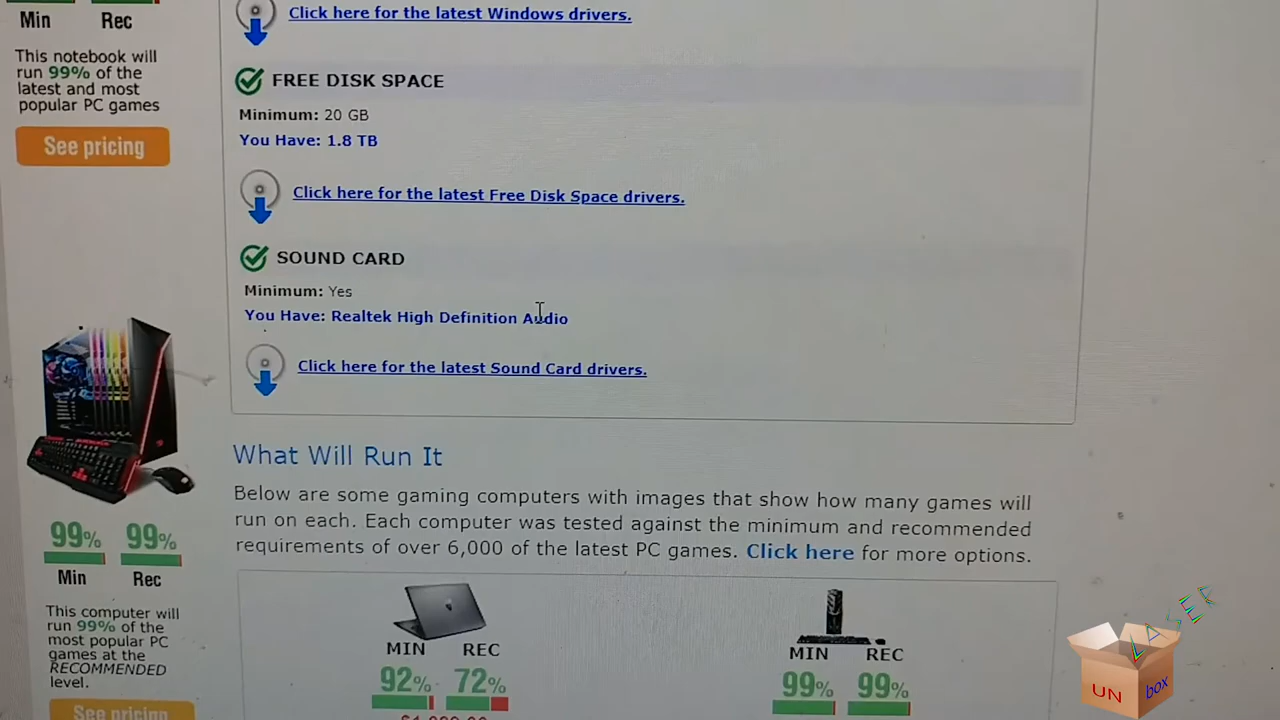 Min Rec
This notebook will
run 99% of the
latest and most
popular PC games
See pricing
99% 99%
Min Rec
This computer will
run 99% of the
most popular PC
games at the
RECOMMENDED
level.
See pricing
Click here for the latest Windows drivers.
FREE DISK SPACE
Minimum: 20 GB
You Have: 1.8 TB
Click here for the latest Free Disk Space drivers.
SOUND CARD
Minimum: Yes
You Have: Realtek High Definition Audio
Click here for the latest Sound Card drivers.
What Will Run It
Below are some gaming computers with images that show how many games will
run on each. Each computer was tested against the minimum and recommended
requirements of over 6,000 of the latest PC games. Click here for more options.
MIN REC
92% 72%
MIN REC
99% 99%
LASER
UN box